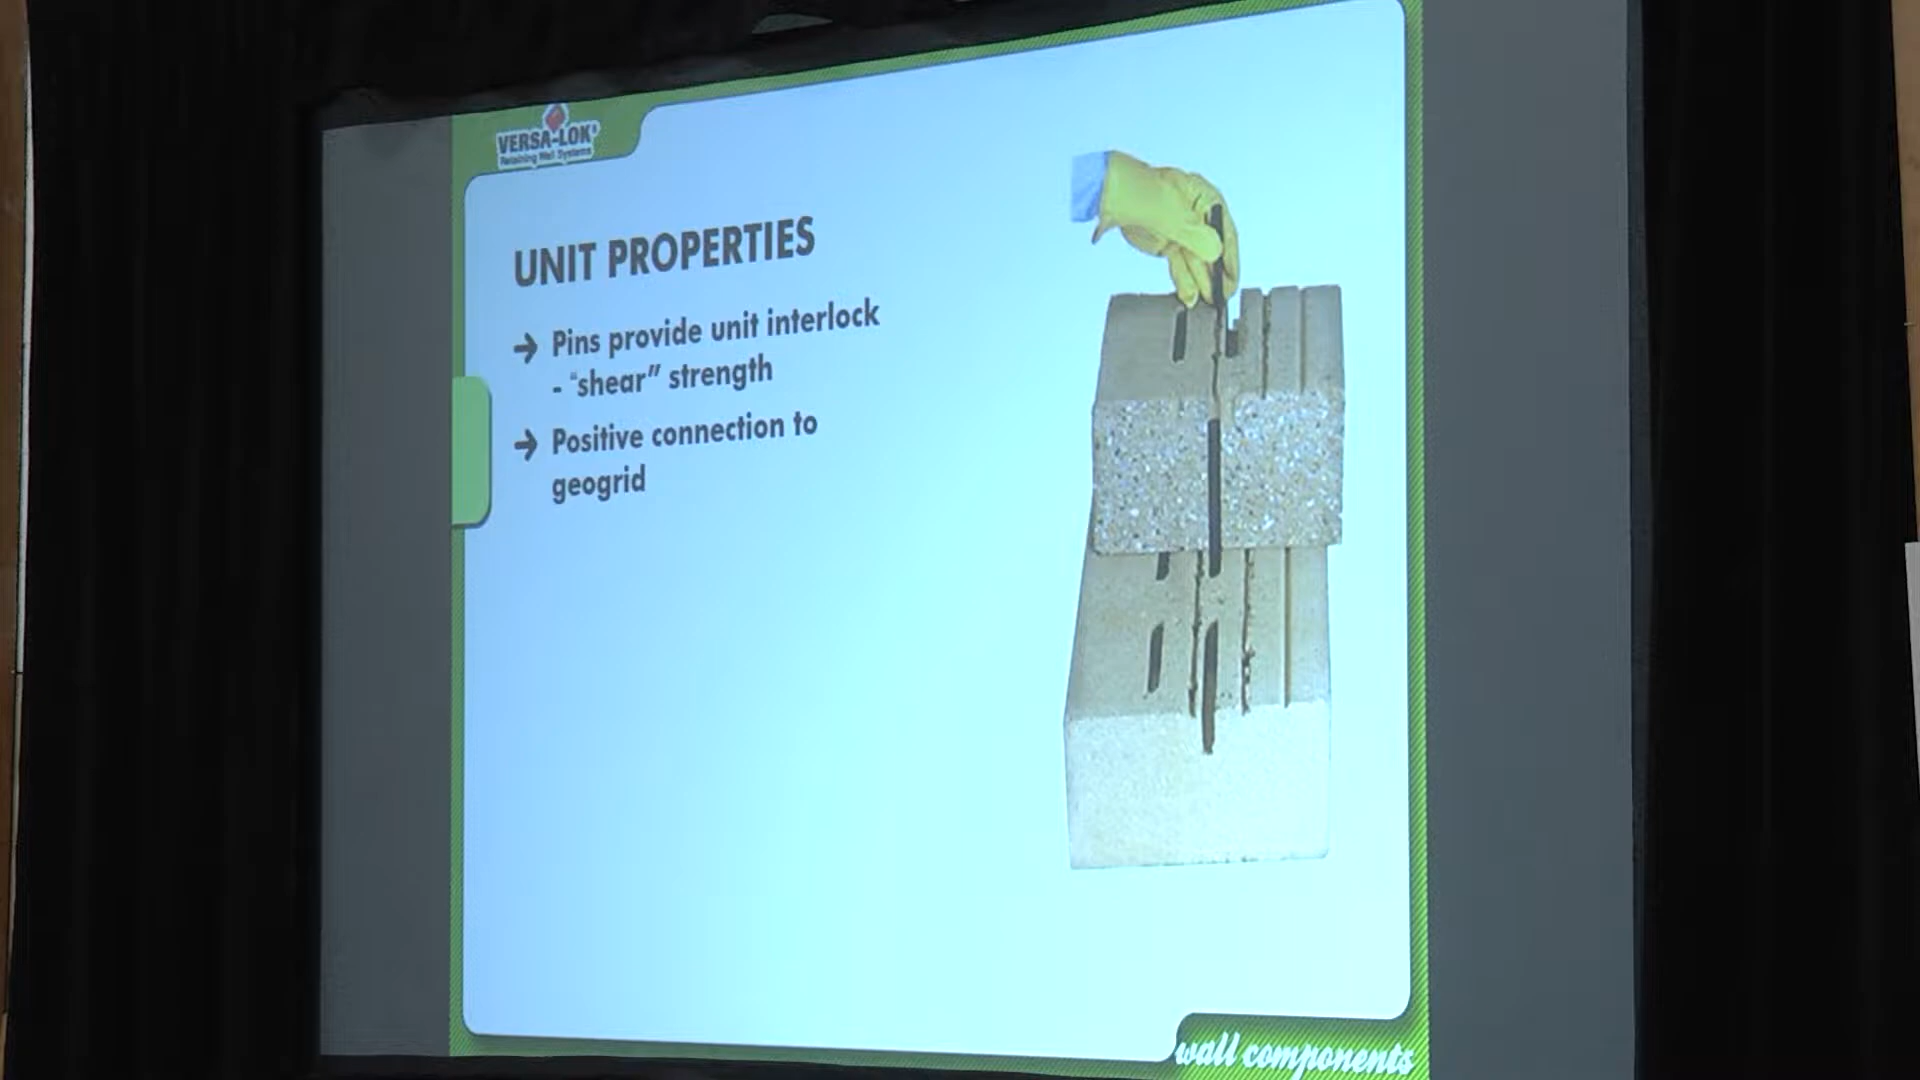 VERSA-LOK®
Retaining Wall Systems
UNIT PROPERTIES
→ Pins provide unit interlock
- “shear” strength
→ Positive connection to
geogrid
wall components